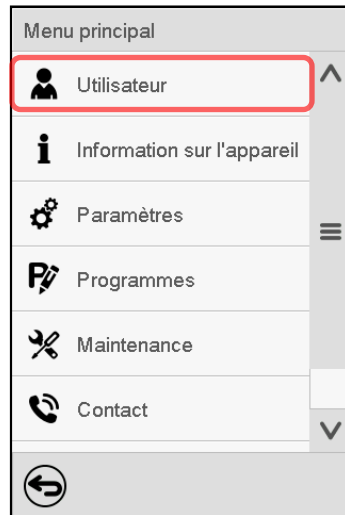 Menu principal
Utilisateur
Information sur l'appareil
Paramètres
Programmes
Maintenance
Contact